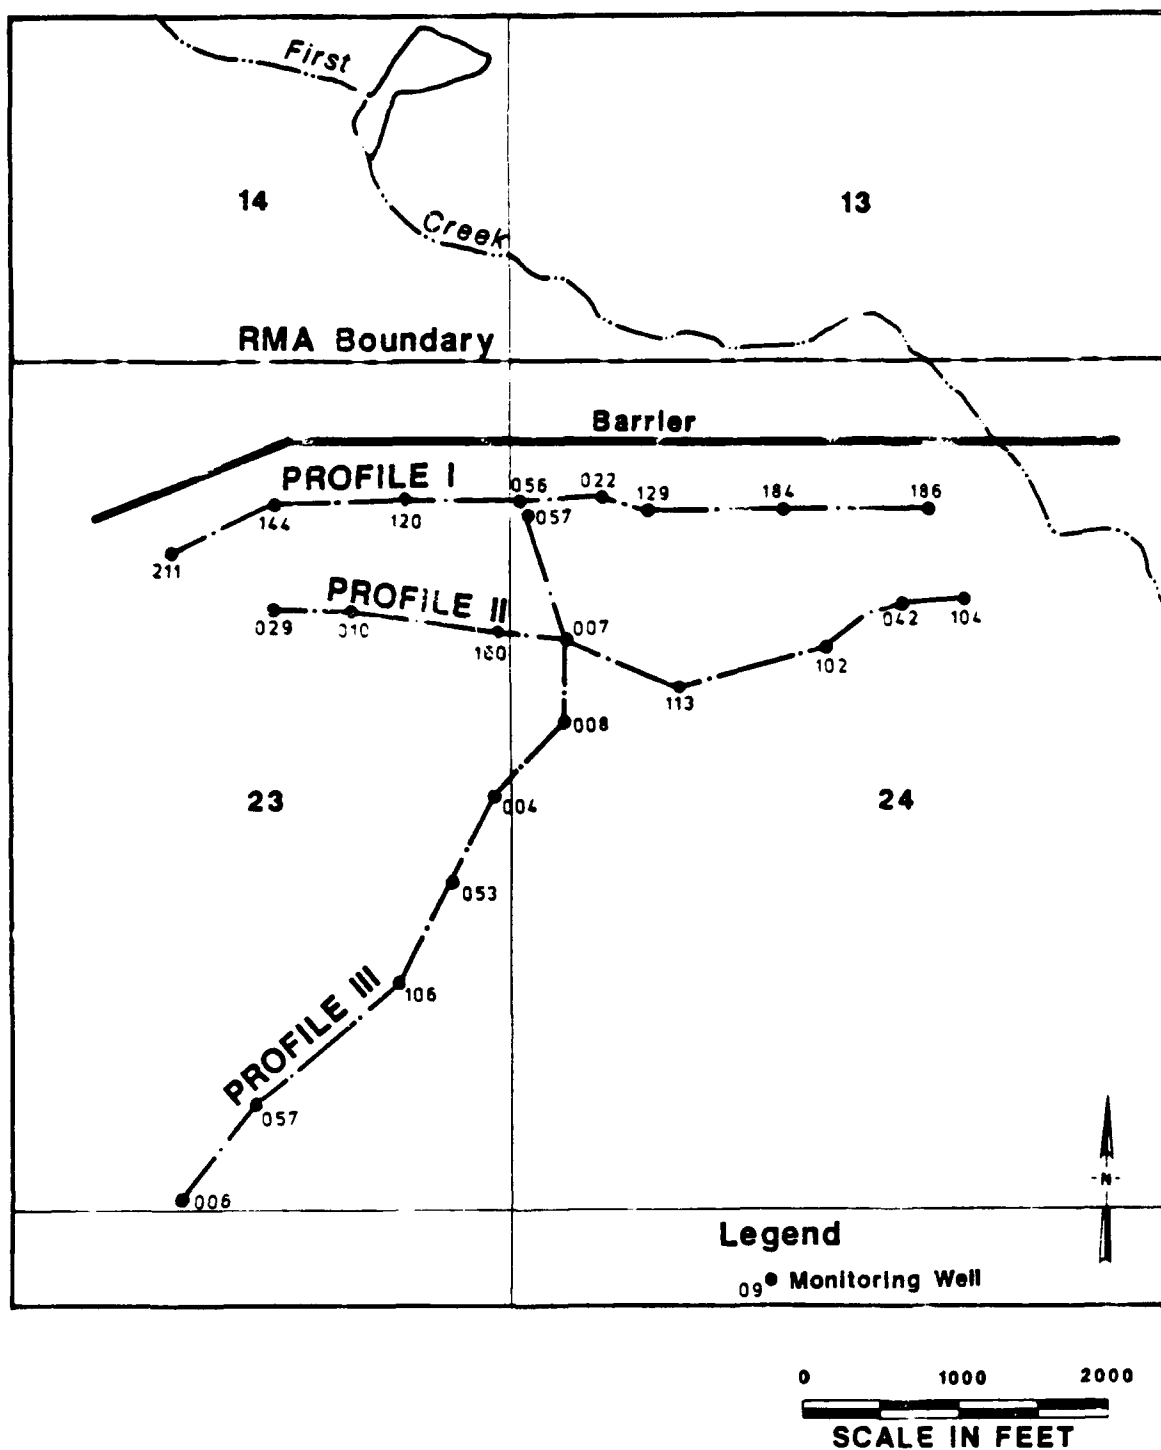 First
14
13
Creek
RMA Boundary
Barrier
PROFILE I
056
022
129
184
186
144
120
057
211
PROFILE II
029
010
160
007
042
104
102
113
008
23
24
004
053
PROFILE III
106
057
006
-N-
Legend
09 Monitoring Well
0 1000 2000
SCALE IN FEET